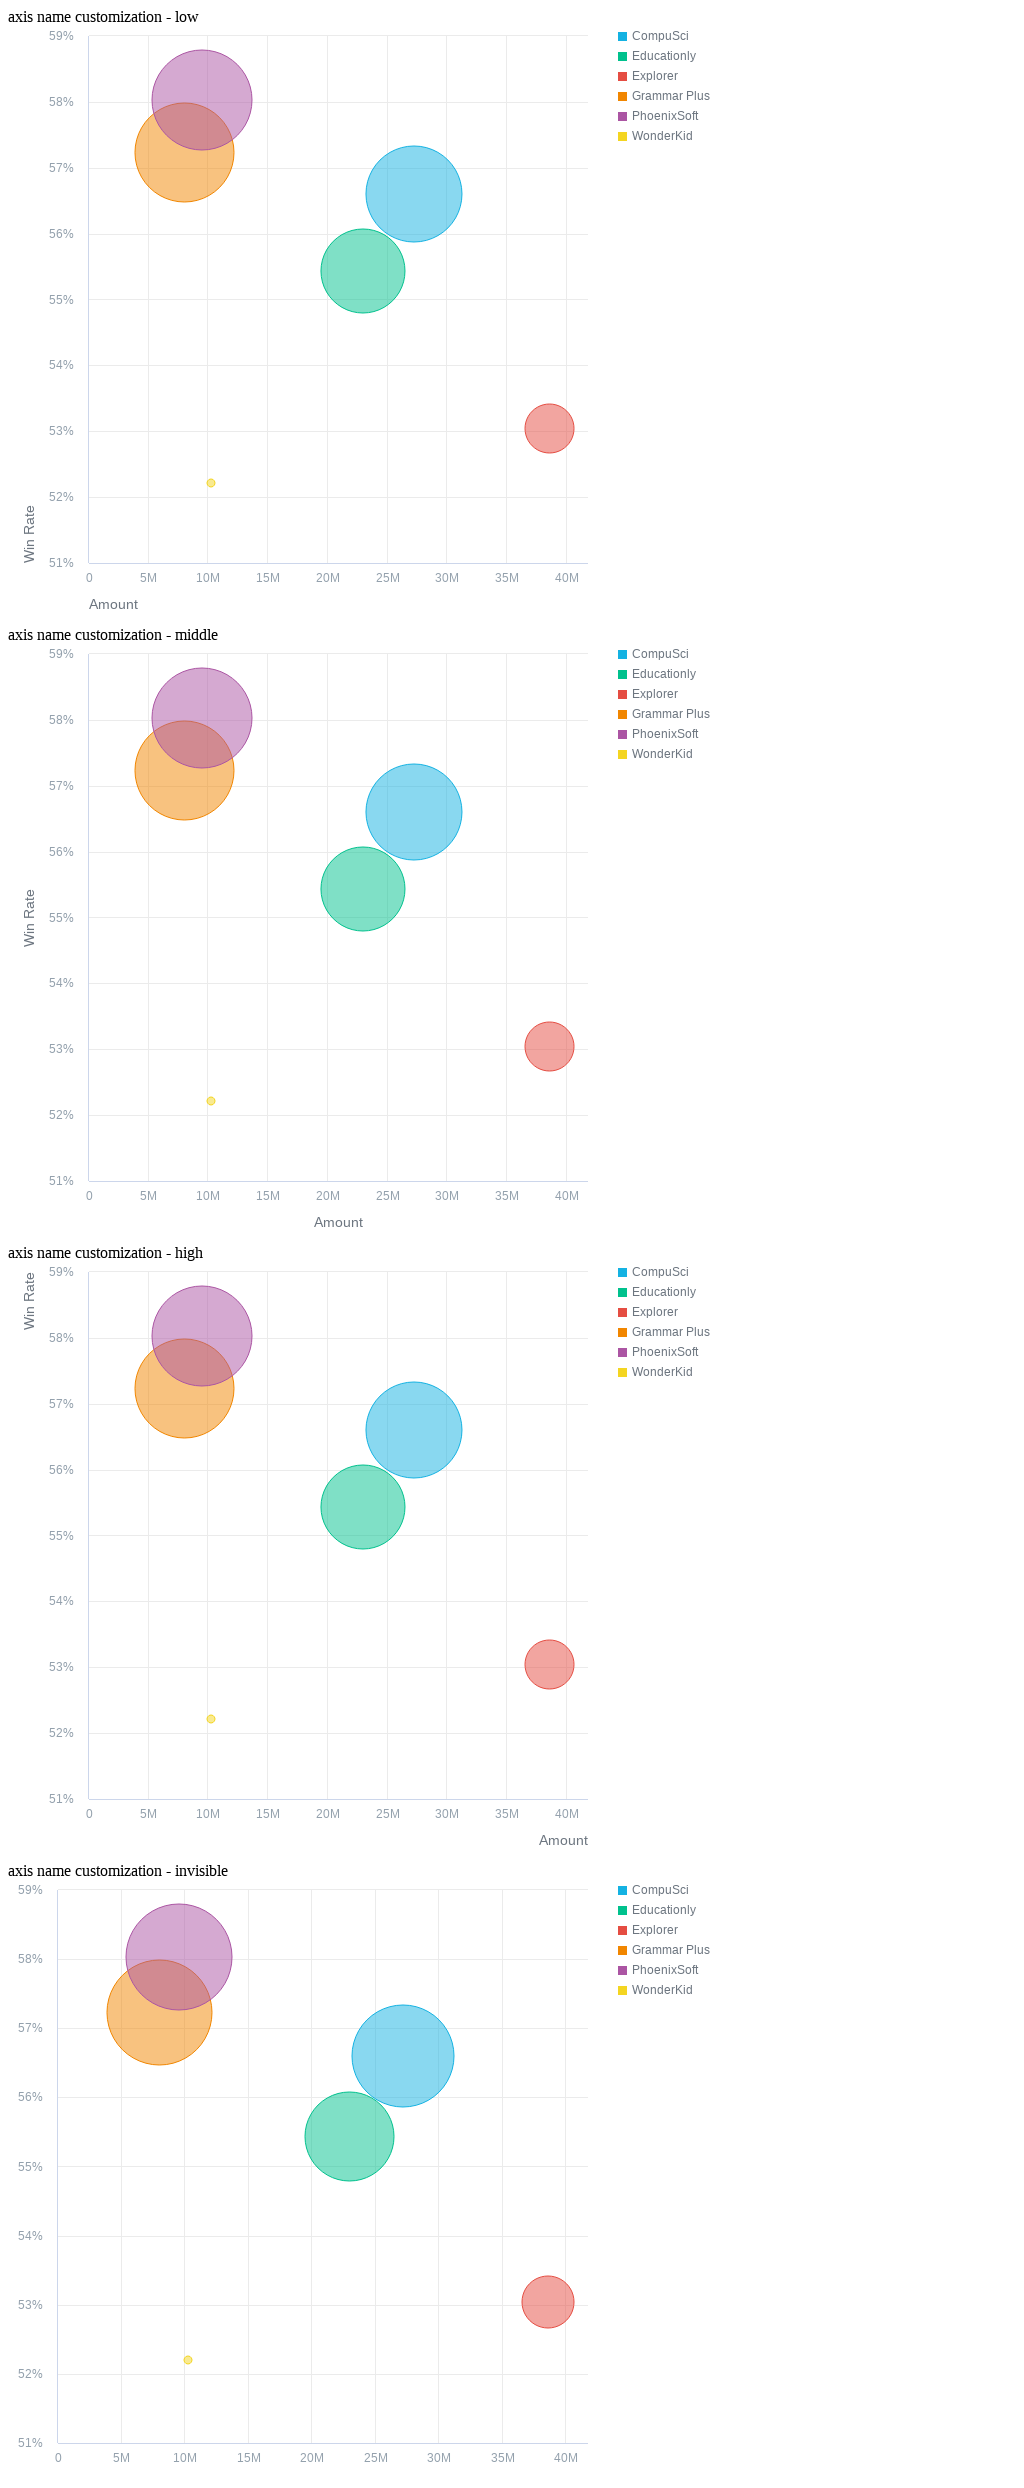 axis name customization - low
59%
58%
57%
56%
55%
54%
53%
52%
51%
Win Rate
0 5M 10M 15M 20M 25M 30M 35M 40M
Amount
CompuSci
Educationly
Explorer
Grammar Plus
PhoenixSoft
WonderKid
axis name customization - middle
59%
58%
57%
56%
55%
54%
53%
52%
51%
Win Rate
0 5M 10M 15M 20M 25M 30M 35M 40M
Amount
CompuSci
Educationly
Explorer
Grammar Plus
PhoenixSoft
WonderKid
axis name customization - high
59%
58%
57%
56%
55%
54%
53%
52%
51%
Win Rate
0 5M 10M 15M 20M 25M 30M 35M 40M
Amount
CompuSci
Educationly
Explorer
Grammar Plus
PhoenixSoft
WonderKid
axis name customization - invisible
59%
58%
57%
56%
55%
54%
53%
52%
51%
0 5M 10M 15M 20M 25M 30M 35M 40M
CompuSci
Educationly
Explorer
Grammar Plus
PhoenixSoft
WonderKid